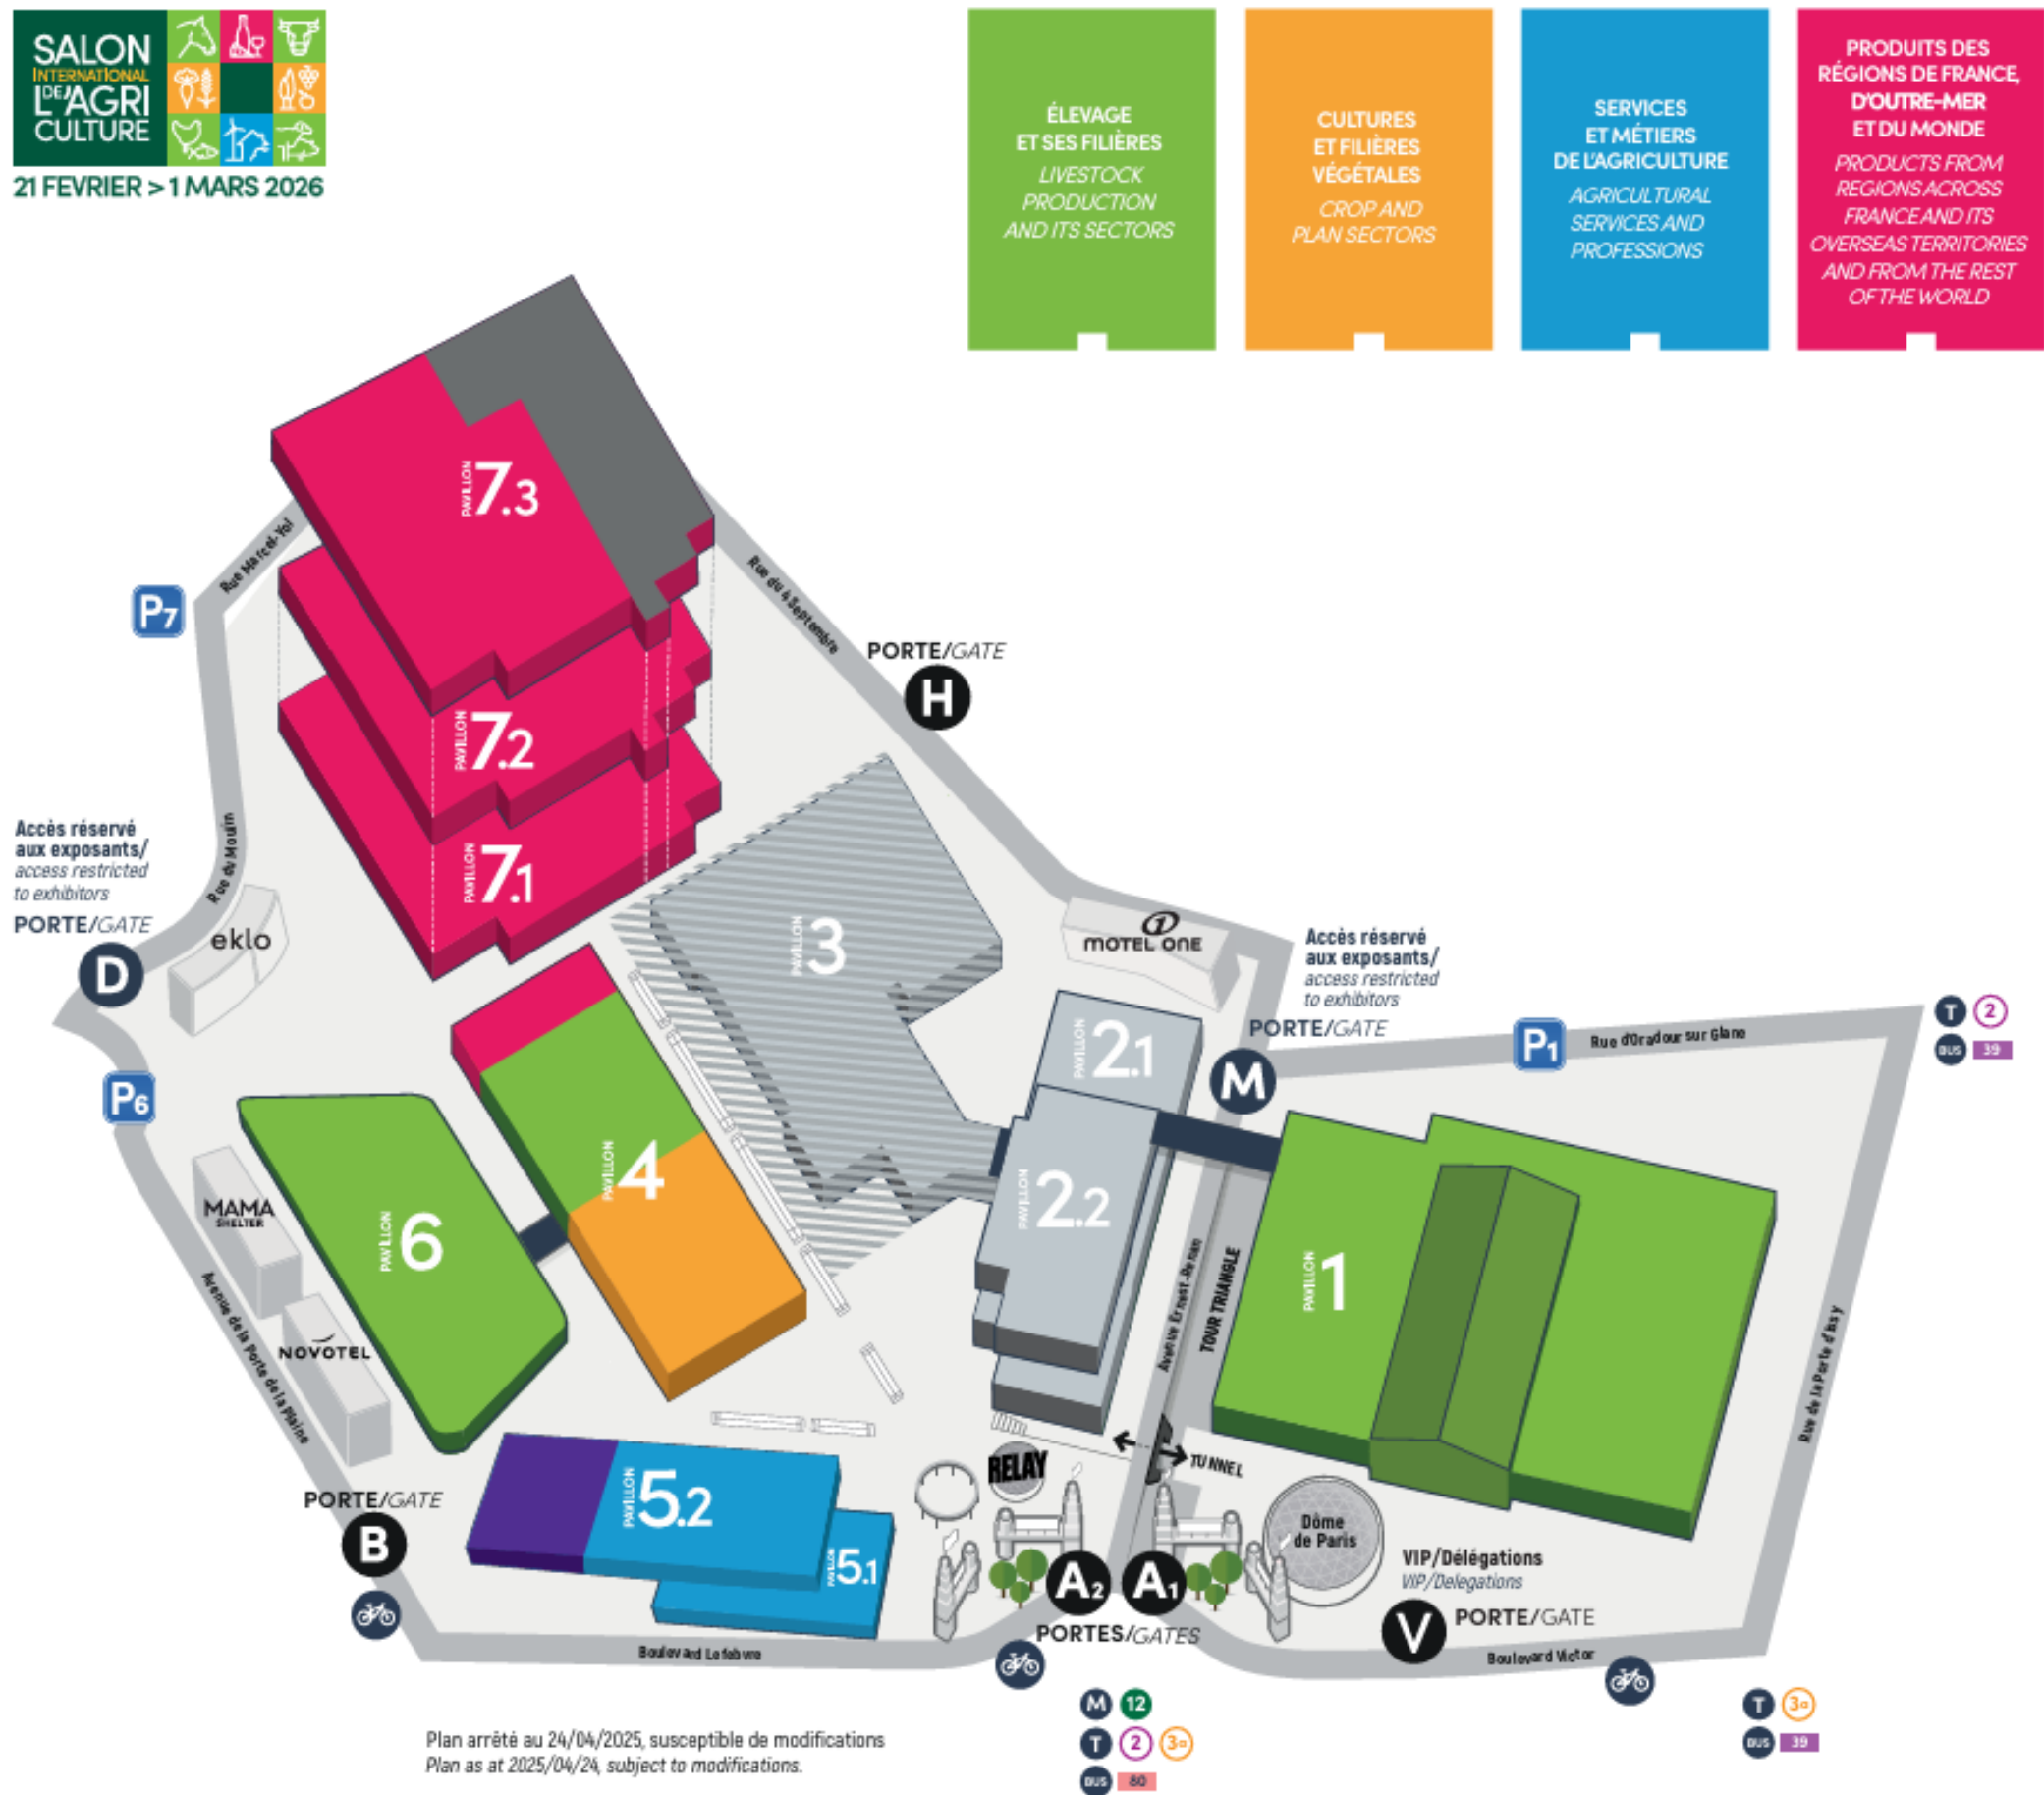 SALON
INTERNATIONAL
DE L'AGRI
CULTURE
21 FEVRIER > 1 MARS 2026
ÉLEVAGE
ET SES FILIÈRES
LIVESTOCK
PRODUCTION
AND ITS SECTORS
CULTURES
ET FILIÈRES
VÉGÉTALES
CROP AND
PLAN SECTORS
SERVICES
ET MÉTIERS
DE L'AGRICULTURE
AGRICULTURAL
SERVICES AND
PROFESSIONS
PRODUITS DES
RÉGIONS DE FRANCE,
D'OUTRE-MER
ET DU MONDE
PRODUCTS FROM
REGIONS ACROSS
FRANCE AND ITS
OVERSEAS TERRITORIES
AND FROM THE REST
OF THE WORLD
PAVILLON 7.3
Rue Marcel-Yol
P7
Rue du 4 Septembre
PORTE/GATE
H
PAVILLON 7.2
PAVILLON 7.1
Accès réservé
aux exposants/
access restricted
to exhibitors
PORTE/GATE
D
Rue du Moulin
eklo
PAVILLON 3
MOTEL ONE
Accès réservé
aux exposants/
access restricted
to exhibitors
PORTE/GATE
M
P1
Rue d'Oradour sur Glane
T 2
BUS 39
PAVILLON 2.1
P6
PAVILLON 4
PAVILLON 2.2
MAMA
SHELTER
PAVILLON 6
PAVILLON 1
Avenue Ernest-Renan
TOUR TRIANGLE
NOVOTEL
Avenue de la Porte de la Plaine
Rue de la Porte d'Issy
RELAY
TUNNEL
PORTE/GATE
B
PAVILLON 5.2
PAVILLON 5.1
Dôme
de Paris
VIP/Délégations
VIP/Delegations
V PORTE/GATE
A2 A1
PORTES/GATES
Boulevard Lefebvre
Boulevard Victor
M 12
T 2 3a
BUS 80
T 3a
BUS 39
Plan arrêté au 24/04/2025, susceptible de modifications
Plan as at 2025/04/24, subject to modifications.